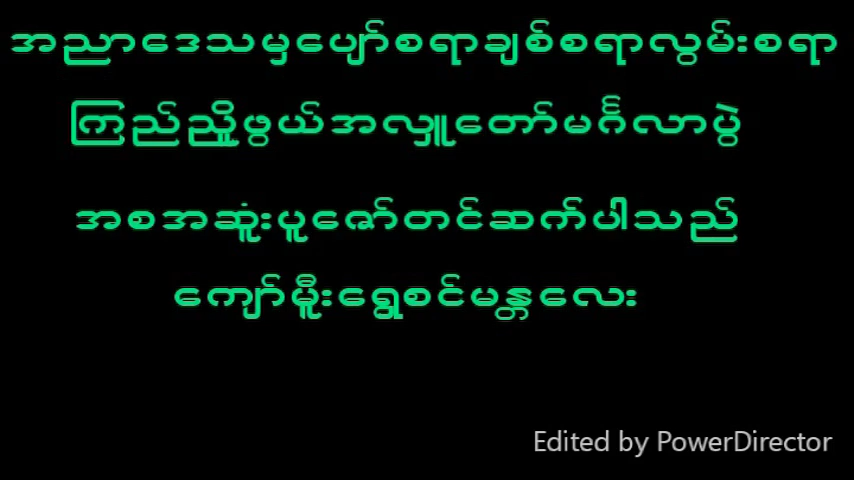 အညာဒေသမှပျော်စရာချစ်စရာလွမ်းစရာ
ကြည်ညှိုဖွယ်အလှူတော်မင်္ဂလာပွဲ
အစအဆူံးပူဇော်တင်ဆက်ပါသည်
ကျော်မိူးရွှေစင်မန္တလေး
Edited by PowerDirector